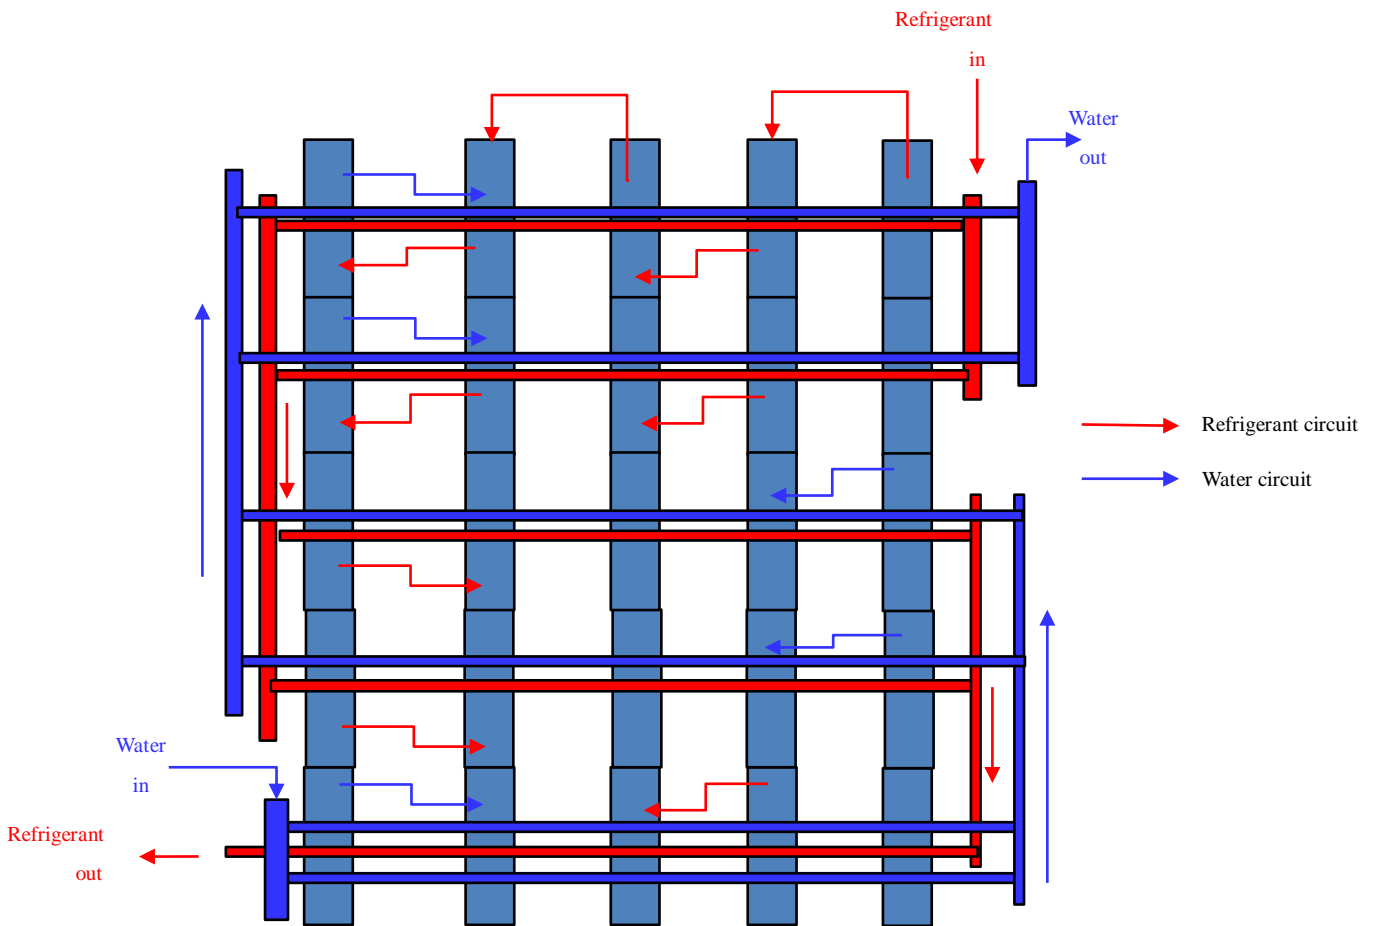 Refrigerant
in
Water
out
Refrigerant circuit
Water circuit
Water
in
Refrigerant
out